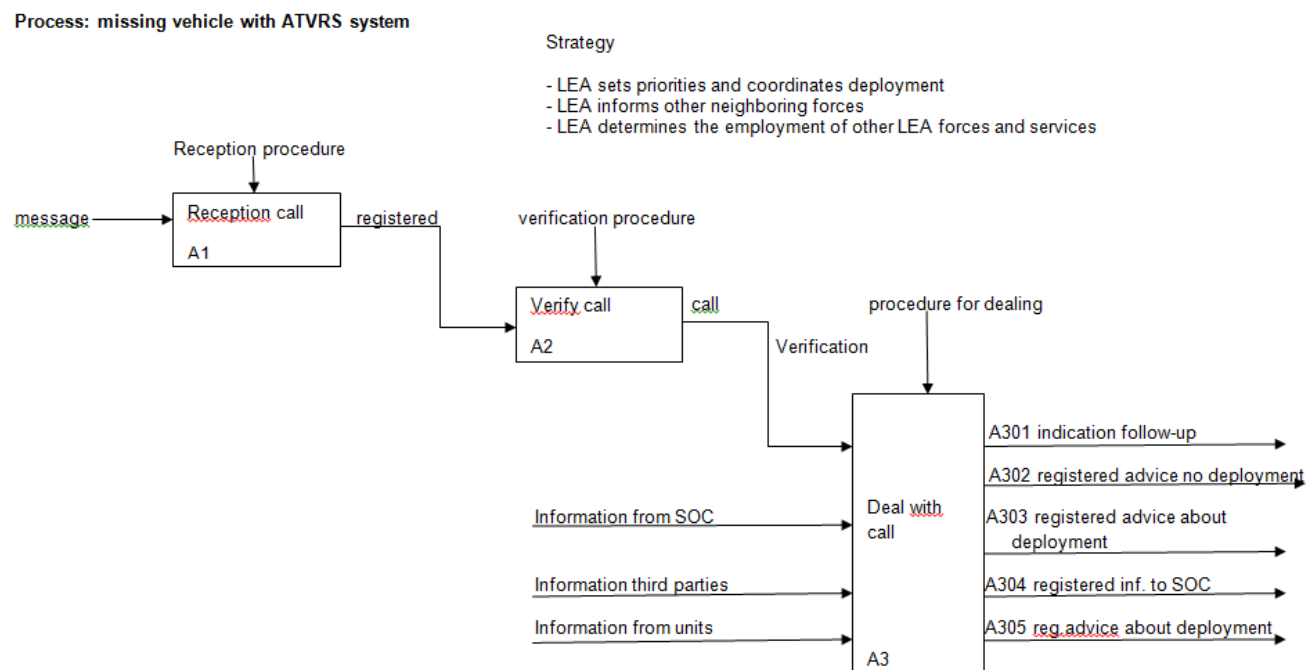 Process: missing vehicle with ATVRS system
Strategy
- LEA sets priorities and coordinates deployment
- LEA informs other neighboring forces
- LEA determines the employment of other LEA forces and services
Reception procedure
message
Reception call
A1
registered
verification procedure
Verify call
A2
call
Verification
procedure for dealing
Deal with
call
A3
Information from SOC
Information third parties
Information from units
A301 indication follow-up
A302 registered advice no deployment
A303 registered advice about
deployment
A304 registered inf. to SOC
A305 reg.advice about deployment